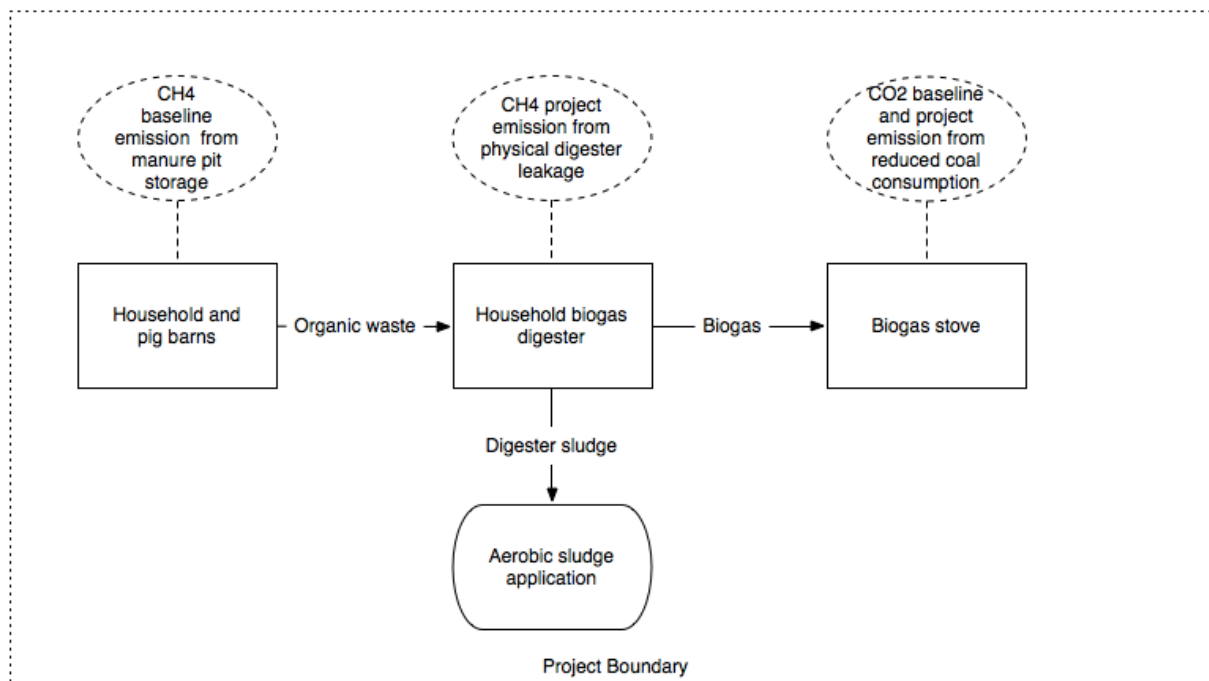 CH4
baseline
emission from
manure pit
storage
CH4 project
emission from
physical digester
leakage
CO2 baseline
and project
emission from
reduced coal
consumption
Household and
pig barns
Organic waste
Household biogas
digester
Biogas
Biogas stove
Digester sludge
Aerobic sludge
application
Project Boundary